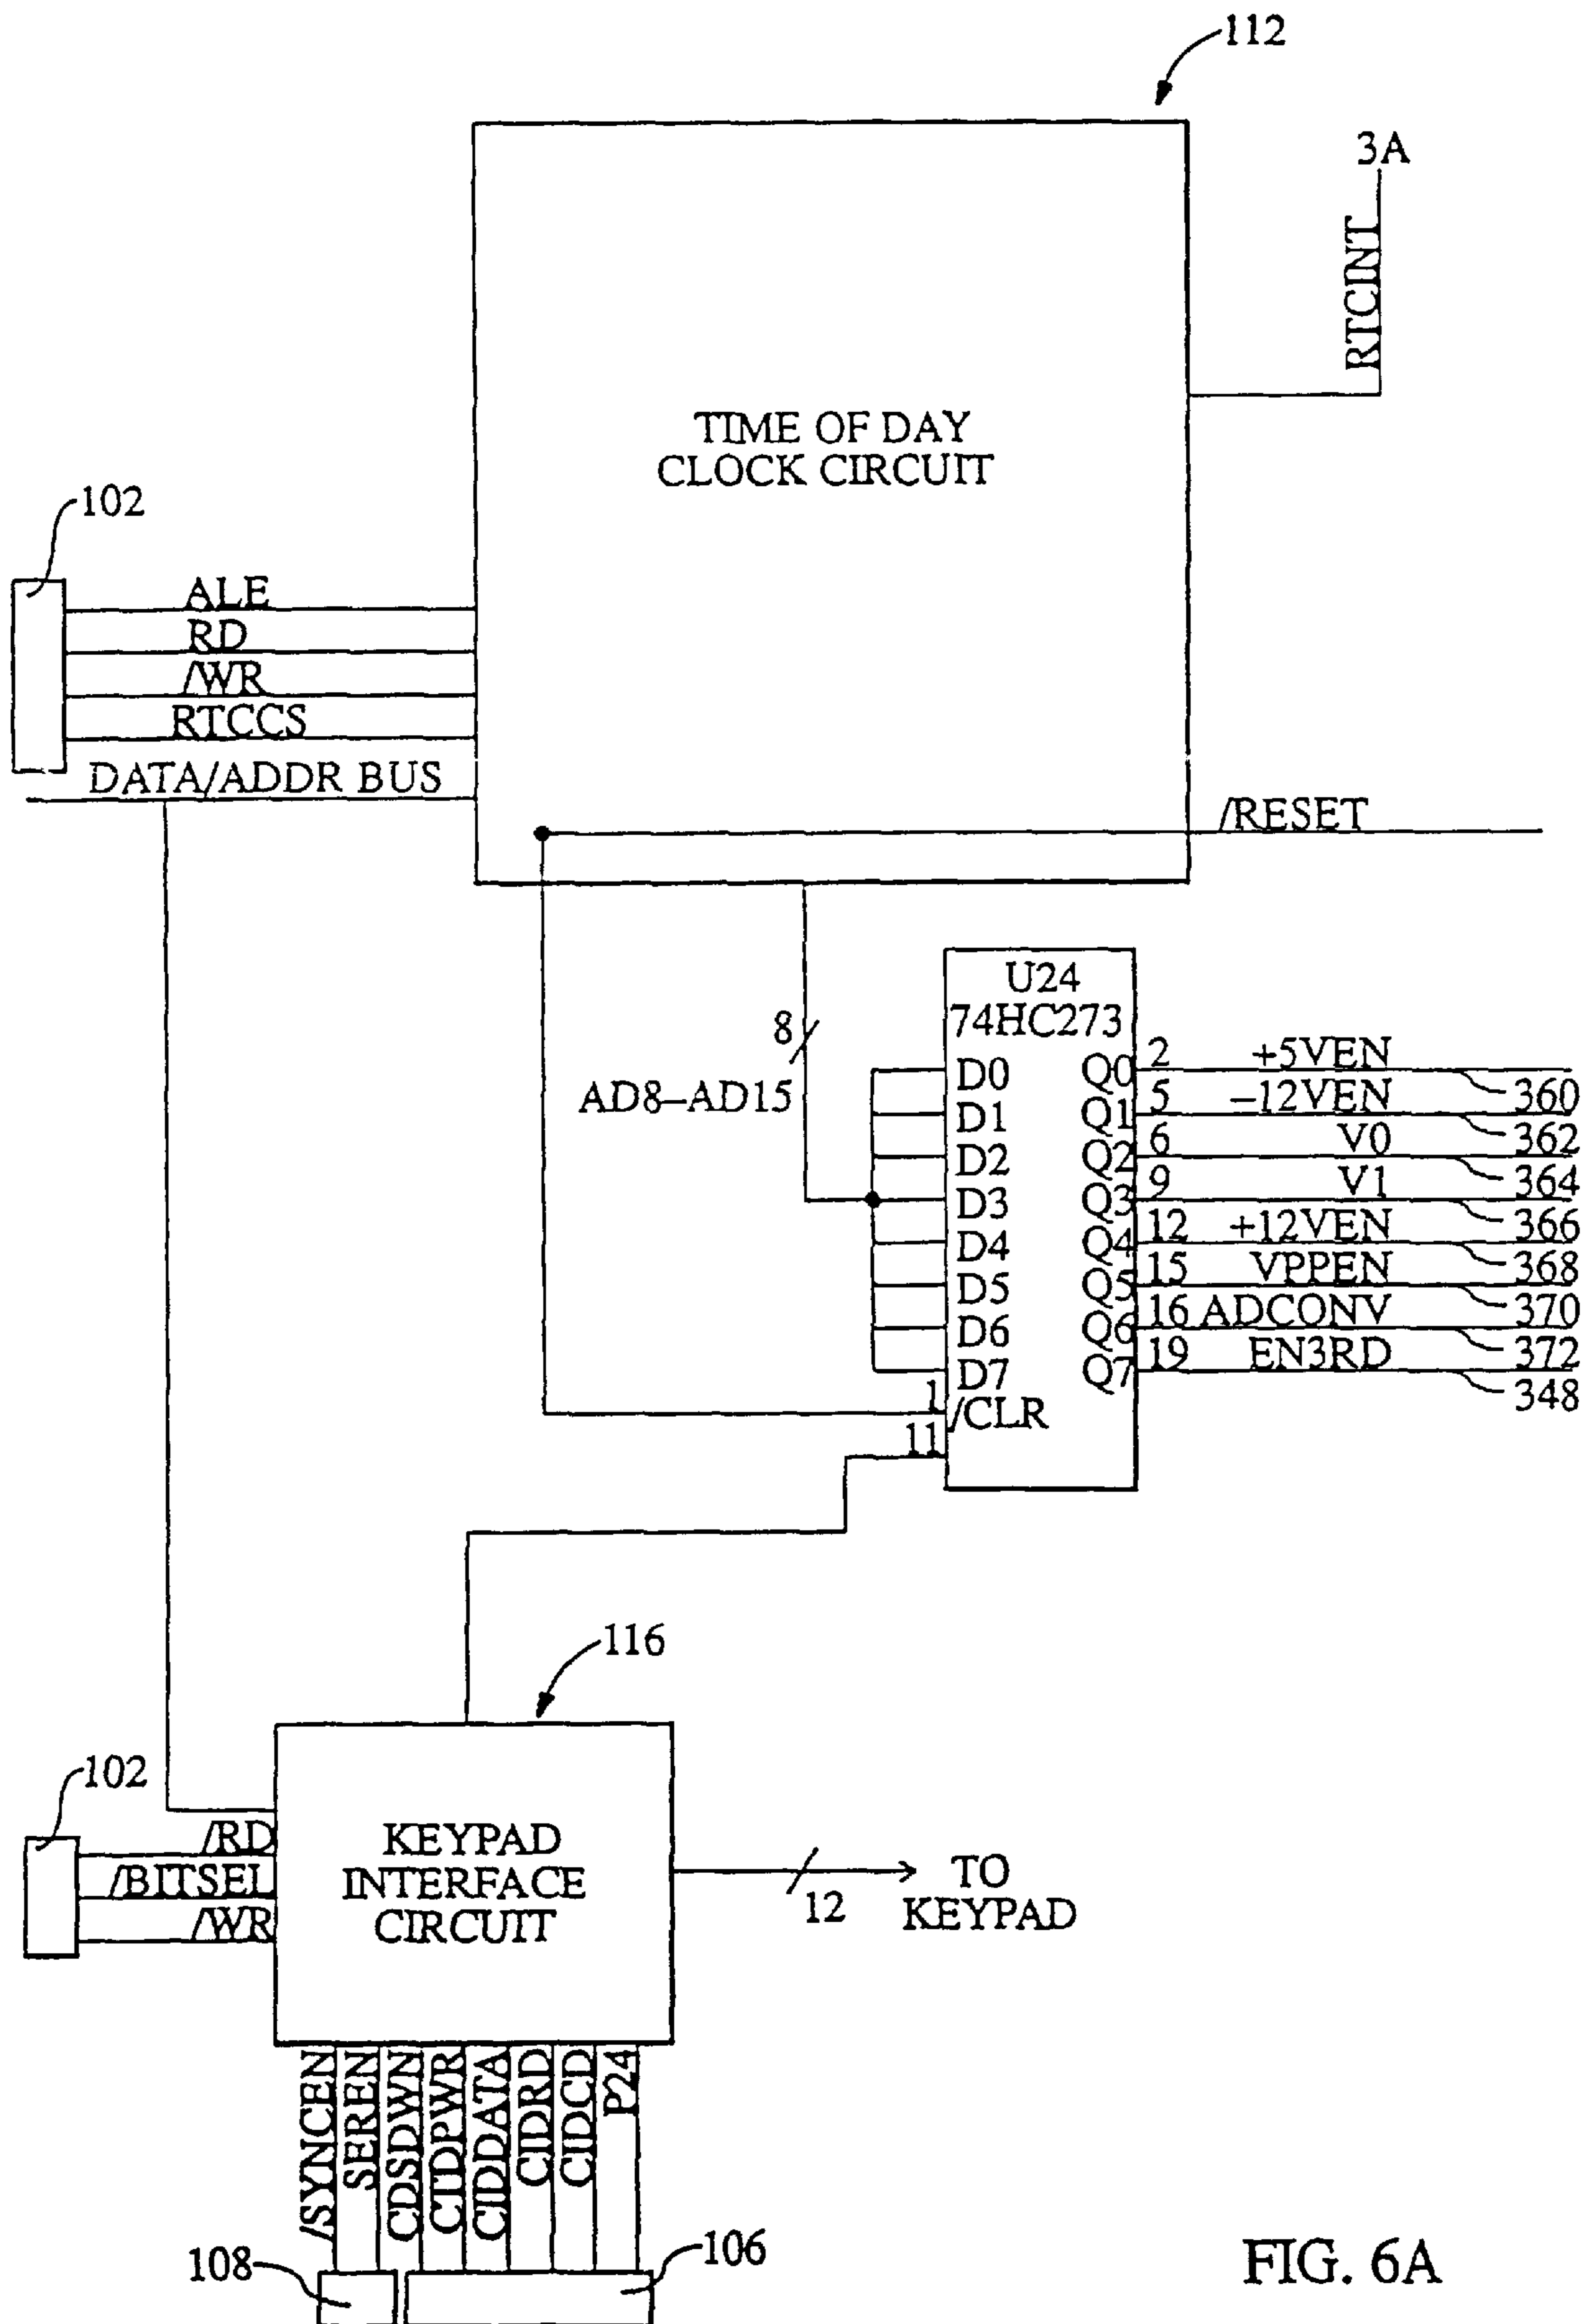 112
3A
RTCINT
TIME OF DAY
CLOCK CIRCUIT
102
ALE
RD
/WR
RTCCS
DATA/ADDR BUS
/RESET
U24
74HC273
8
AD8–AD15
D0
D1
D2
D3
D4
D5
D6
D7
/CLR
1
11
Q0 2 +5VEN 360
Q1 5 –12VEN 362
Q2 6 V0 364
Q3 9 V1 366
Q4 12 +12VEN 368
Q5 15 VPPEN 370
Q6 16 ADCONV 372
Q7 19 EN3RD 348
116
102
/RD
/BITSEL
/WR
KEYPAD
INTERFACE
CIRCUIT
12
TO
KEYPAD
/SYNCEN
SEREN
CDSDWN
CIDPWR
CIDDATA
CIDRD
CIDCD
P24
108
106
FIG. 6A